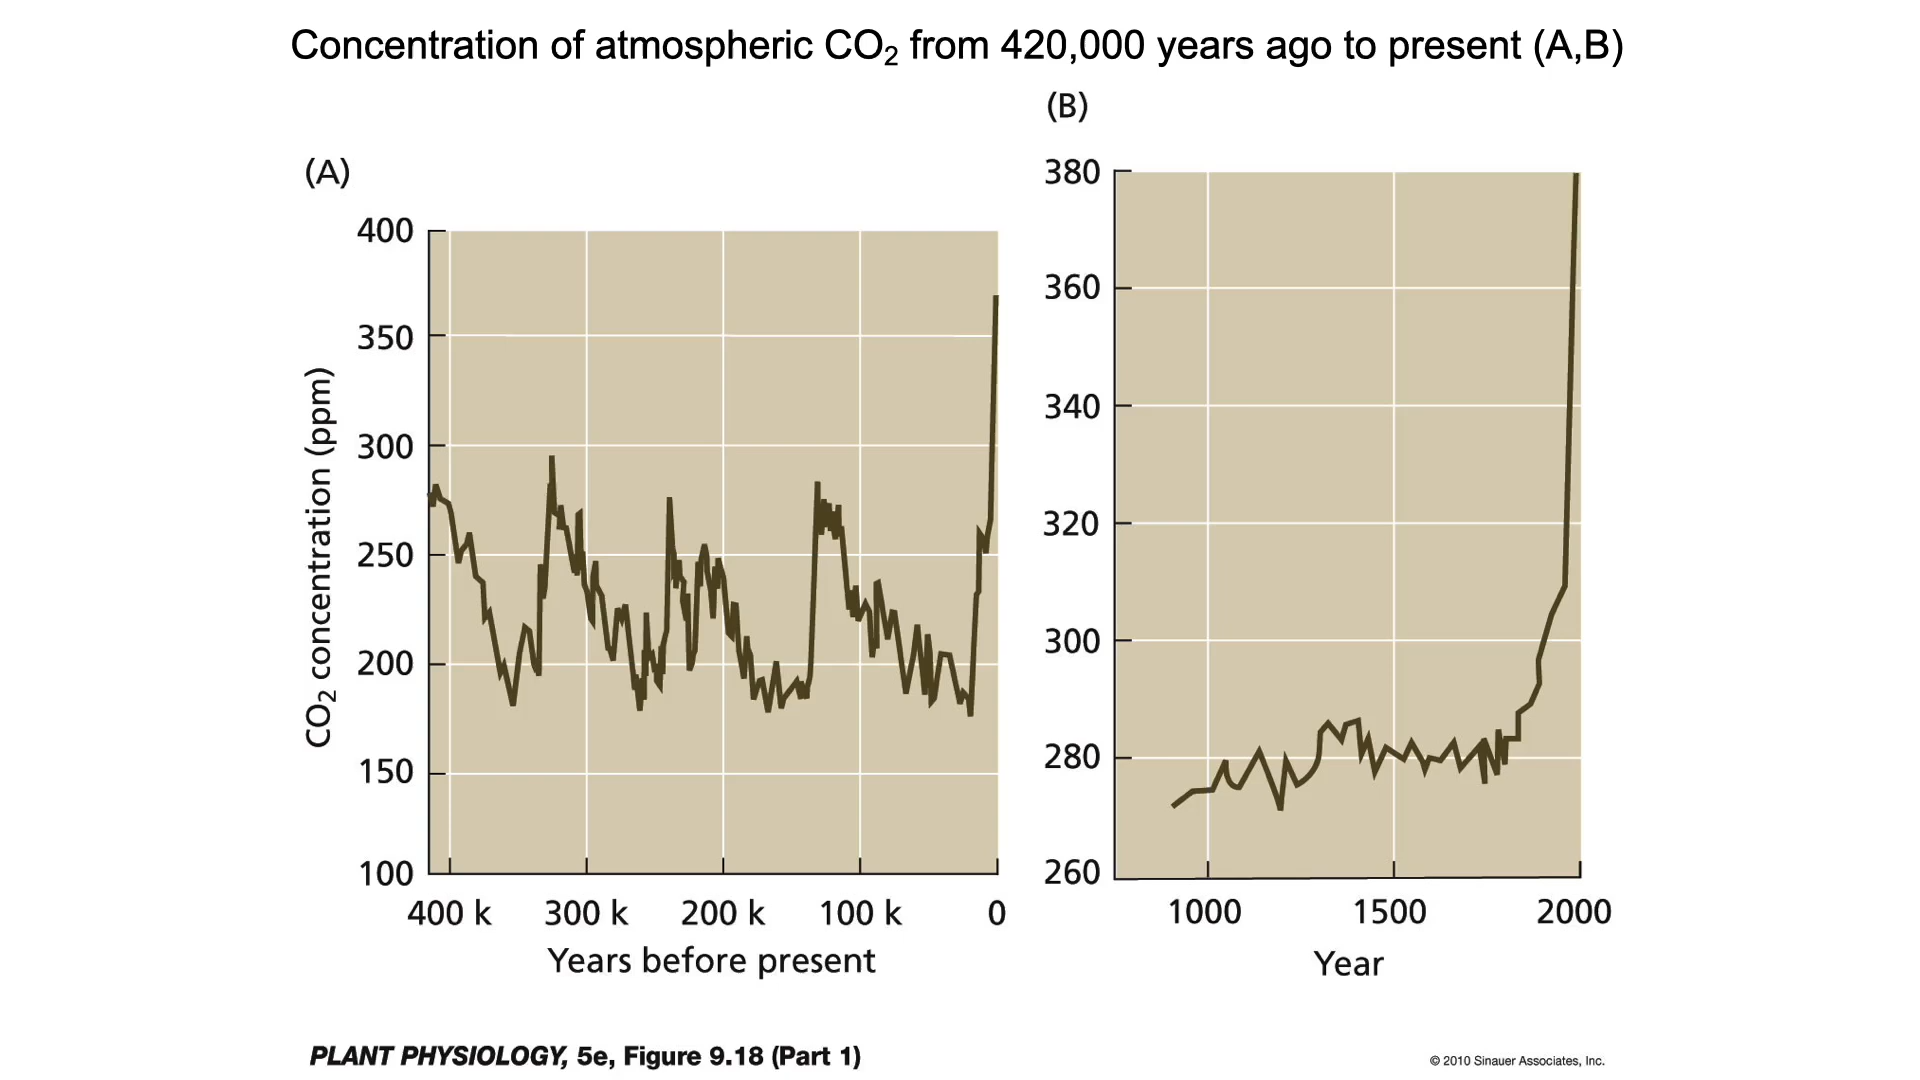 Concentration of atmospheric CO₂ from 420,000 years ago to present (A,B)
(A)
400
350
300
250
200
150
100
CO₂ concentration (ppm)
400 k 300 k 200 k 100 k 0
Years before present
(B)
380
360
340
320
300
280
260
1000 1500 2000
Year
PLANT PHYSIOLOGY, 5e, Figure 9.18 (Part 1)
© 2010 Sinauer Associates, Inc.